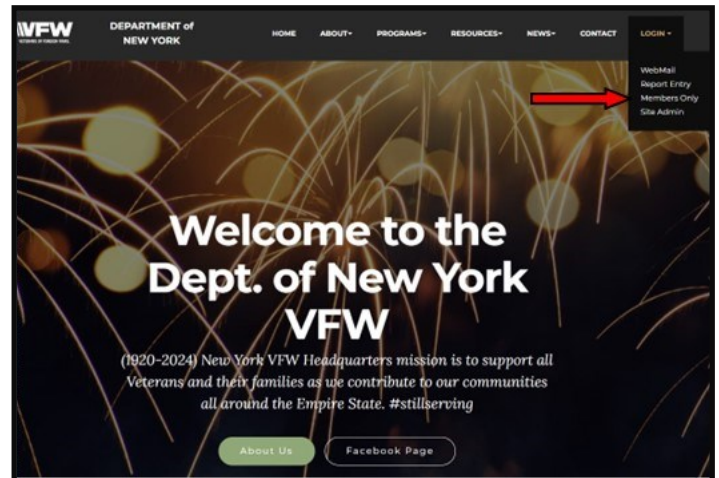 VFW
VETERANS OF FOREIGN WARS.
DEPARTMENT of
NEW YORK
HOME
ABOUT
PROGRAMS
RESOURCES
NEWS
CONTACT
LOGIN
WebMail
Report Entry
Members Only
Site Admin
Welcome to the
Dept. of New York
VFW
(1920-2024) New York VFW Headquarters mission is to support all
Veterans and their families as we contribute to our communities
all around the Empire State. #stillserving
About Us
Facebook Page